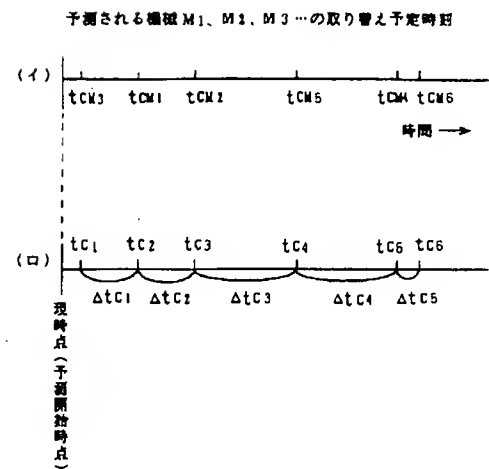 予測される機械M1、M2、M3…の取り替え予定時刻
(イ)
tCM3 tCM1 tCM2 tCM5 tCM4 tCM6
時間→
(ロ)
tC1 tC2 tC3 tC4 tC5 tC6
ΔtC1 ΔtC2 ΔtC3 ΔtC4 ΔtC5
現時点(予測開始時点)